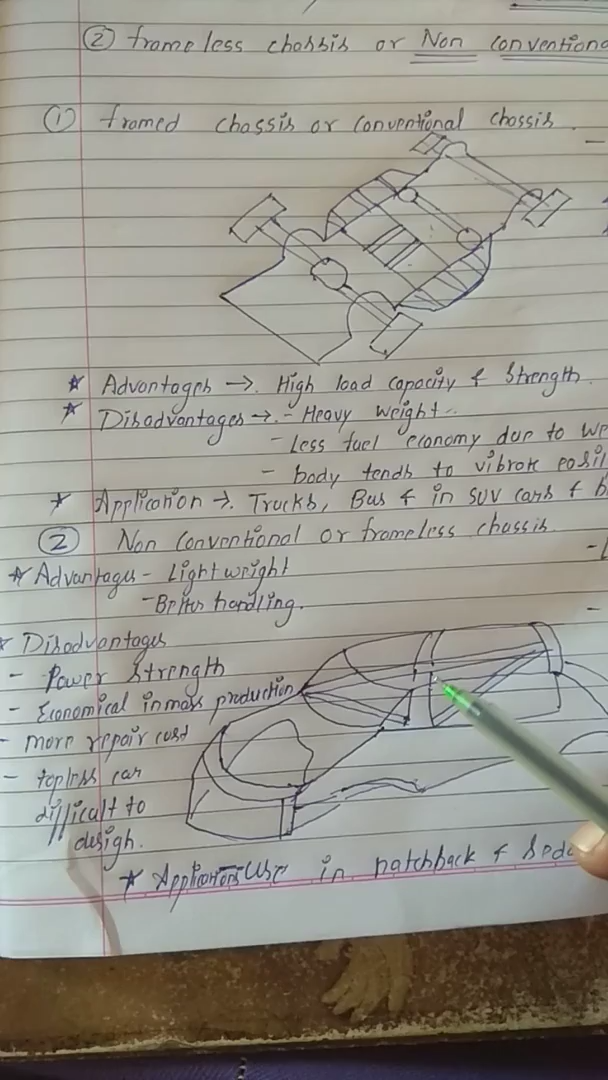 ② frameless chassis or Non conventiona
① framed chassis or conventional chassis.
★ Advantages → High load capacity & Strength.
★ Disadvantages → - Heavy weight.
- Less fuel economy due to we
- body tends to vibrate
★ Application → Trucks, Bus & in SUV cars & b
② Non conventional or frameless chassis
★ Advantages - Light weight
- Better handling.
★ Disadvantages
- Power Strength
- Economical in mass production
- more repair cost
- topless car
difficult to
design.
★ Applications Use in hatchback & Seda